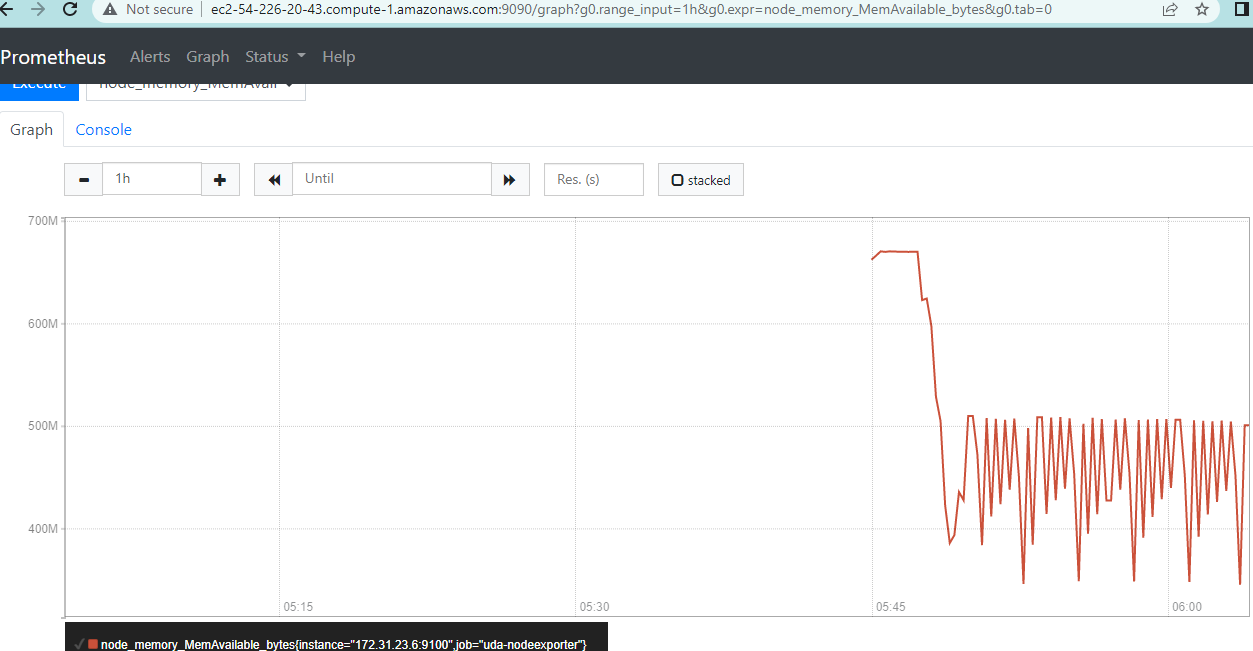 Not secure | ec2-54-226-20-43.compute-1.amazonaws.com:9090/graph?g0.range_input=1h&g0.expr=node_memory_MemAvailable_bytes&g0.tab=0
Prometheus Alerts Graph Status Help
Execute node_memory_MemAvail
Graph Console
1h Until Res. (s) stacked
700M
600M
500M
400M
05:15 05:30 05:45 06:00
node_memory_MemAvailable_bytes{instance="172.31.23.6:9100",job="uda-nodeexporter"}